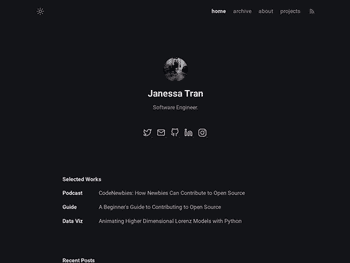 home archive about projects
Janessa Tran
Software Engineer.
Selected Works
Podcast CodeNewbies: How Newbies Can Contribute to Open Source
Guide A Beginner's Guide to Contributing to Open Source
Data Viz Animating Higher Dimensional Lorenz Models with Python
Recent Posts